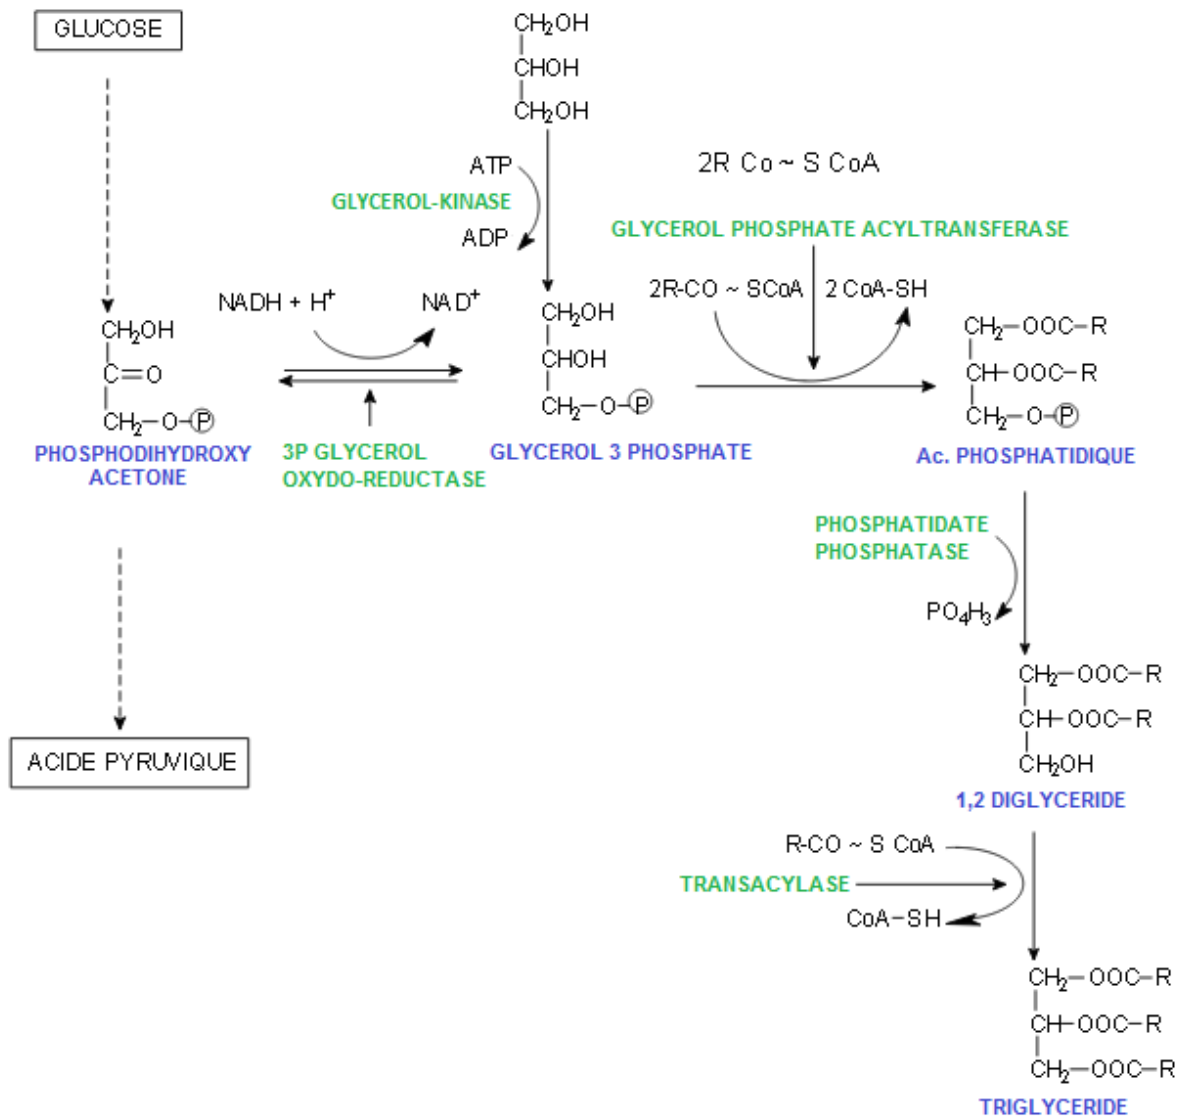 GLUCOSE
CH₂OH
CHOH
CH₂OH
ATP
GLYCEROL-KINASE
ADP
2R Co ~ S CoA
GLYCEROL PHOSPHATE ACYLTRANSFERASE
NADH + H⁺
NAD⁺
2R-CO ~ SCoA
2 CoA-SH
CH₂OH
C=O
CH₂-O-P
PHOSPHODIHYDROXY
ACETONE
3P GLYCEROL
OXYDO-REDUCTASE
CH₂OH
CHOH
CH₂-O-P
GLYCEROL 3 PHOSPHATE
CH₂-OOC-R
CH-OOC-R
CH₂-O-P
Ac. PHOSPHATIDIQUE
PHOSPHATIDATE
PHOSPHATASE
PO₄H₃
ACIDE PYRUVIQUE
CH₂-OOC-R
CH-OOC-R
CH₂OH
1,2 DIGLYCERIDE
R-CO ~ S CoA
TRANSACYLASE
CoA-SH
CH₂-OOC-R
CH-OOC-R
CH₂-OOC-R
TRIGLYCERIDE